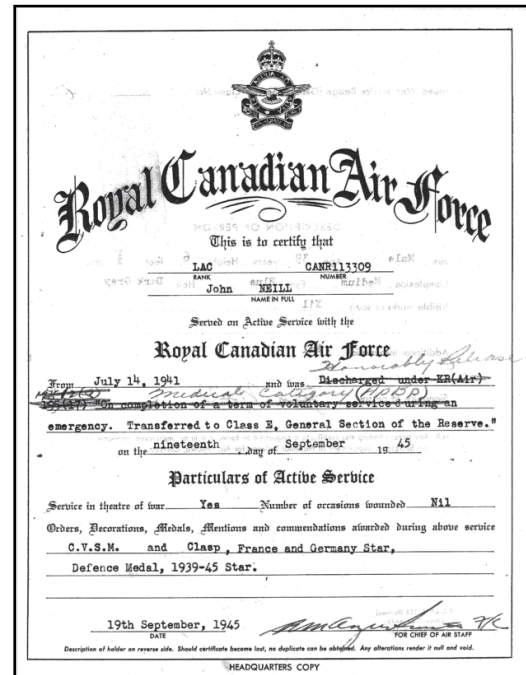 Royal Canadian Air Force
This is to certify that
LAC CANR113309
RANK NUMBER
John NEILL
NAME IN FULL
Served on Active Service with the
Royal Canadian Air Force
Honorably Release
From July 14, 1941 and was Discharged under KR(Air)
Medical Category
195(17) "On completion of a term of voluntary service during an
emergency. Transferred to Class E, General Section of the Reserve."
on the nineteenth day of September 19 45
Particulars of Active Service
Service in theatre of war Yes Number of occasions wounded Nil
Orders, Decorations, Medals, Mentions and commendations awarded during above service
C.V.S.M. and Clasp, France and Germany Star,
Defence Medal, 1939-45 Star.
19th September, 1945
DATE FOR CHIEF OF AIR STAFF
Description of holder on reverse side. Should certificate become lost, no duplicate can be obtained. Any alterations render it null and void.
HEADQUARTERS COPY